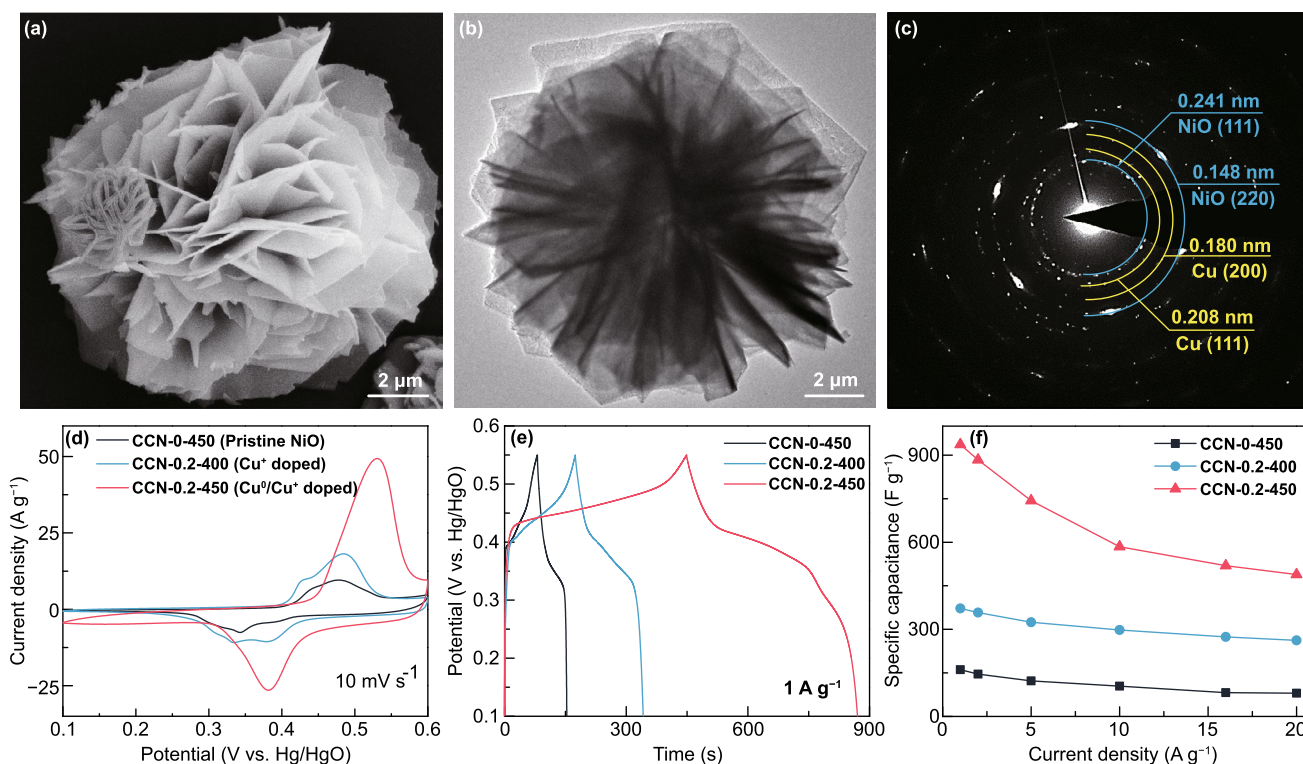 (a)
2 μm
(b)
2 μm
(c)
0.241 nm
NiO (111)
0.148 nm
NiO (220)
0.180 nm
Cu (200)
0.208 nm
Cu (111)
(d)
CCN-0-450 (Pristine NiO)
CCN-0.2-400 (Cu⁺ doped)
CCN-0.2-450 (Cu⁰/Cu⁺ doped)
50
25
0
−25
Current density (A g⁻¹)
10 mV s⁻¹
0.1 0.2 0.3 0.4 0.5 0.6
Potential (V vs. Hg/HgO)
(e)
CCN-0-450
CCN-0.2-400
CCN-0.2-450
0.6
0.5
0.4
0.3
0.2
0.1
Potential (V vs. Hg/HgO)
1 A g⁻¹
0 300 600 900
Time (s)
(f)
CCN-0-450
CCN-0.2-400
CCN-0.2-450
900
600
300
0
Specific capacitance (F g⁻¹)
0 5 10 15 20
Current density (A g⁻¹)